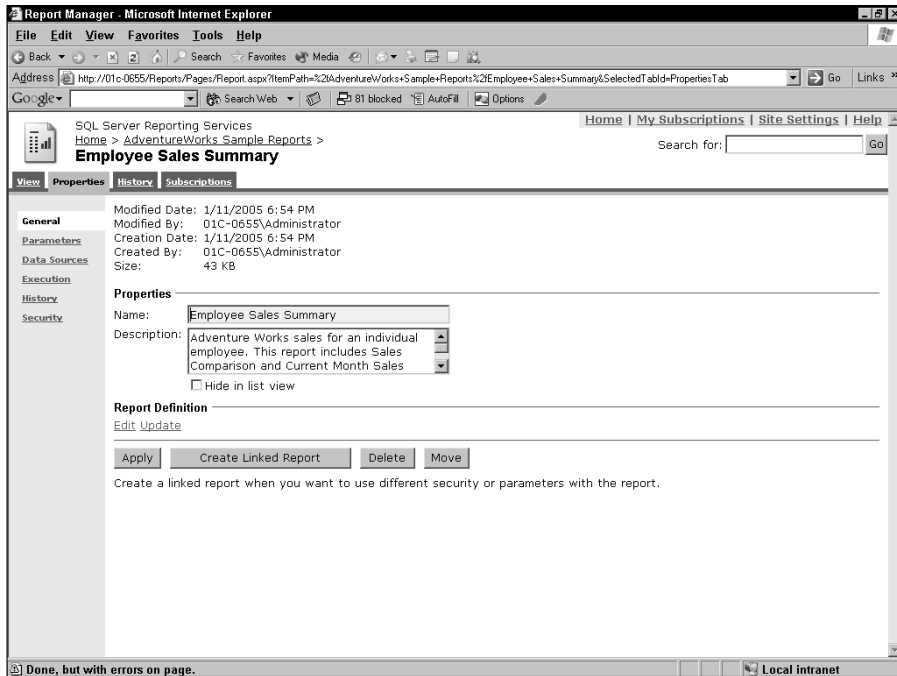 Report Manager - Microsoft Internet Explorer
File Edit View Favorites Tools Help
Back Search Favorites Media
Address http://01c-0655/Reports/Pages/Report.aspx?ItemPath=%2fAdventureWorks+Sample+Reports%2fEmployee+Sales+Summary&SelectedTabId=PropertiesTab Go Links »
Google Search Web 81 blocked AutoFill Options
Home | My Subscriptions | Site Settings | Help
SQL Server Reporting Services
Home > AdventureWorks Sample Reports >
Employee Sales Summary
Search for: Go
View Properties History Subscriptions
General
Parameters
Data Sources
Execution
History
Security
Modified Date: 1/11/2005 6:54 PM
Modified By: 01C-0655\Administrator
Creation Date: 1/11/2005 6:54 PM
Created By: 01C-0655\Administrator
Size: 43 KB
Properties
Name: Employee Sales Summary
Description: Adventure Works sales for an individual
employee. This report includes Sales
Comparison and Current Month Sales
Hide in list view
Report Definition
Edit Update
Apply Create Linked Report Delete Move
Create a linked report when you want to use different security or parameters with the report.
Done, but with errors on page. Local intranet